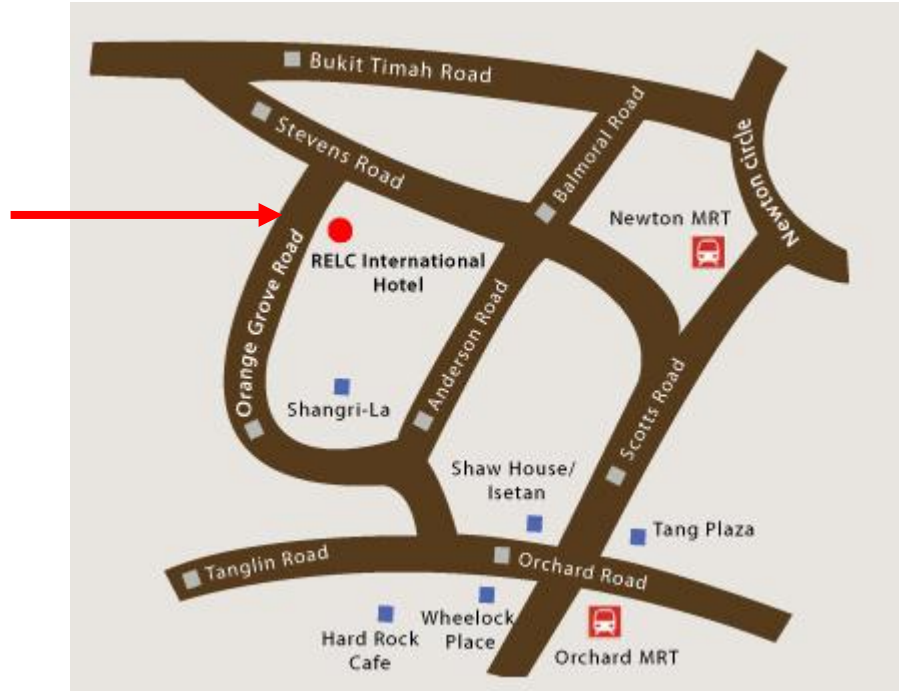 Bukit Timah Road
Stevens Road
Balmoral Road
Newton circle
Newton MRT
RELC International
Hotel
Orange Grove Road
Anderson Road
Shangri-La
Scotts Road
Shaw House/
Isetan
Tang Plaza
Tanglin Road
Orchard Road
Wheelock
Place
Hard Rock
Cafe
Orchard MRT